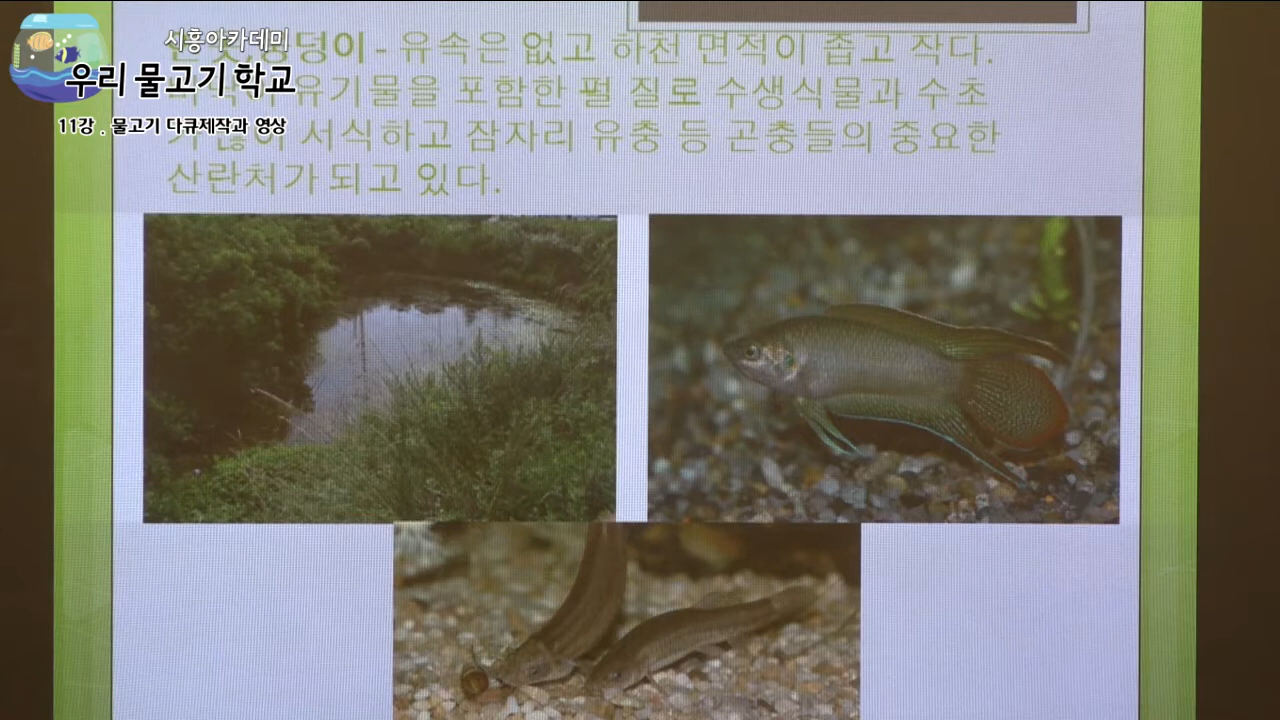 시흥아카데미
우리 물고기 학교
11강 . 물고기 다큐제작과 영상
덩이 - 유속은 없고 하천 면적이 좁고 작다.
유기물을 포함한 펄 질로 수생식물과 수초
서식하고 잠자리 유충 등 곤충들의 중요한
산란처가 되고 있다.